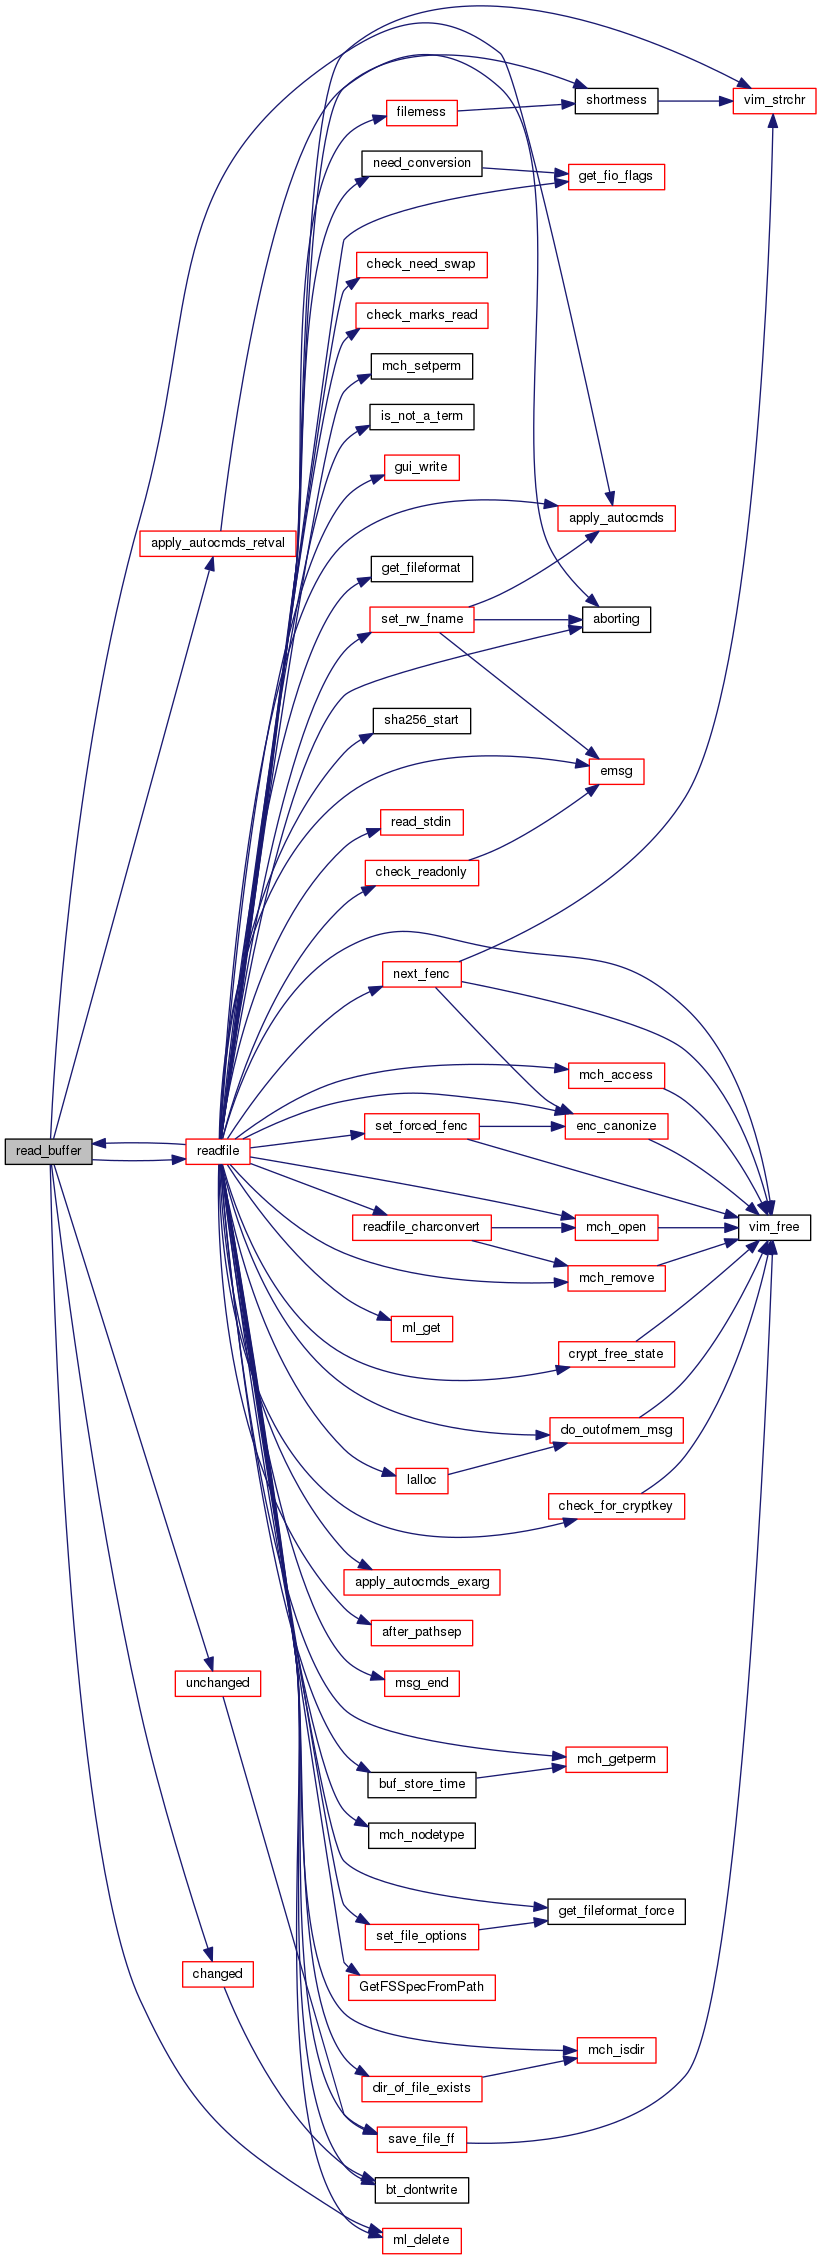 vim_strchr
shortmess
filemess
need_conversion
get_fio_flags
check_need_swap
check_marks_read
mch_setperm
is_not_a_term
gui_write
apply_autocmds
apply_autocmds_retval
get_fileformat
set_rw_fname
aborting
sha256_start
emsg
read_stdin
check_readonly
next_fenc
mch_access
set_forced_fenc
enc_canonize
read_buffer
readfile
readfile_charconvert
mch_open
vim_free
mch_remove
ml_get
crypt_free_state
do_outofmem_msg
lalloc
check_for_cryptkey
apply_autocmds_exarg
after_pathsep
unchanged
msg_end
mch_getperm
buf_store_time
mch_nodetype
get_fileformat_force
set_file_options
changed
GetFSSpecFromPath
mch_isdir
dir_of_file_exists
save_file_ff
bt_dontwrite
ml_delete